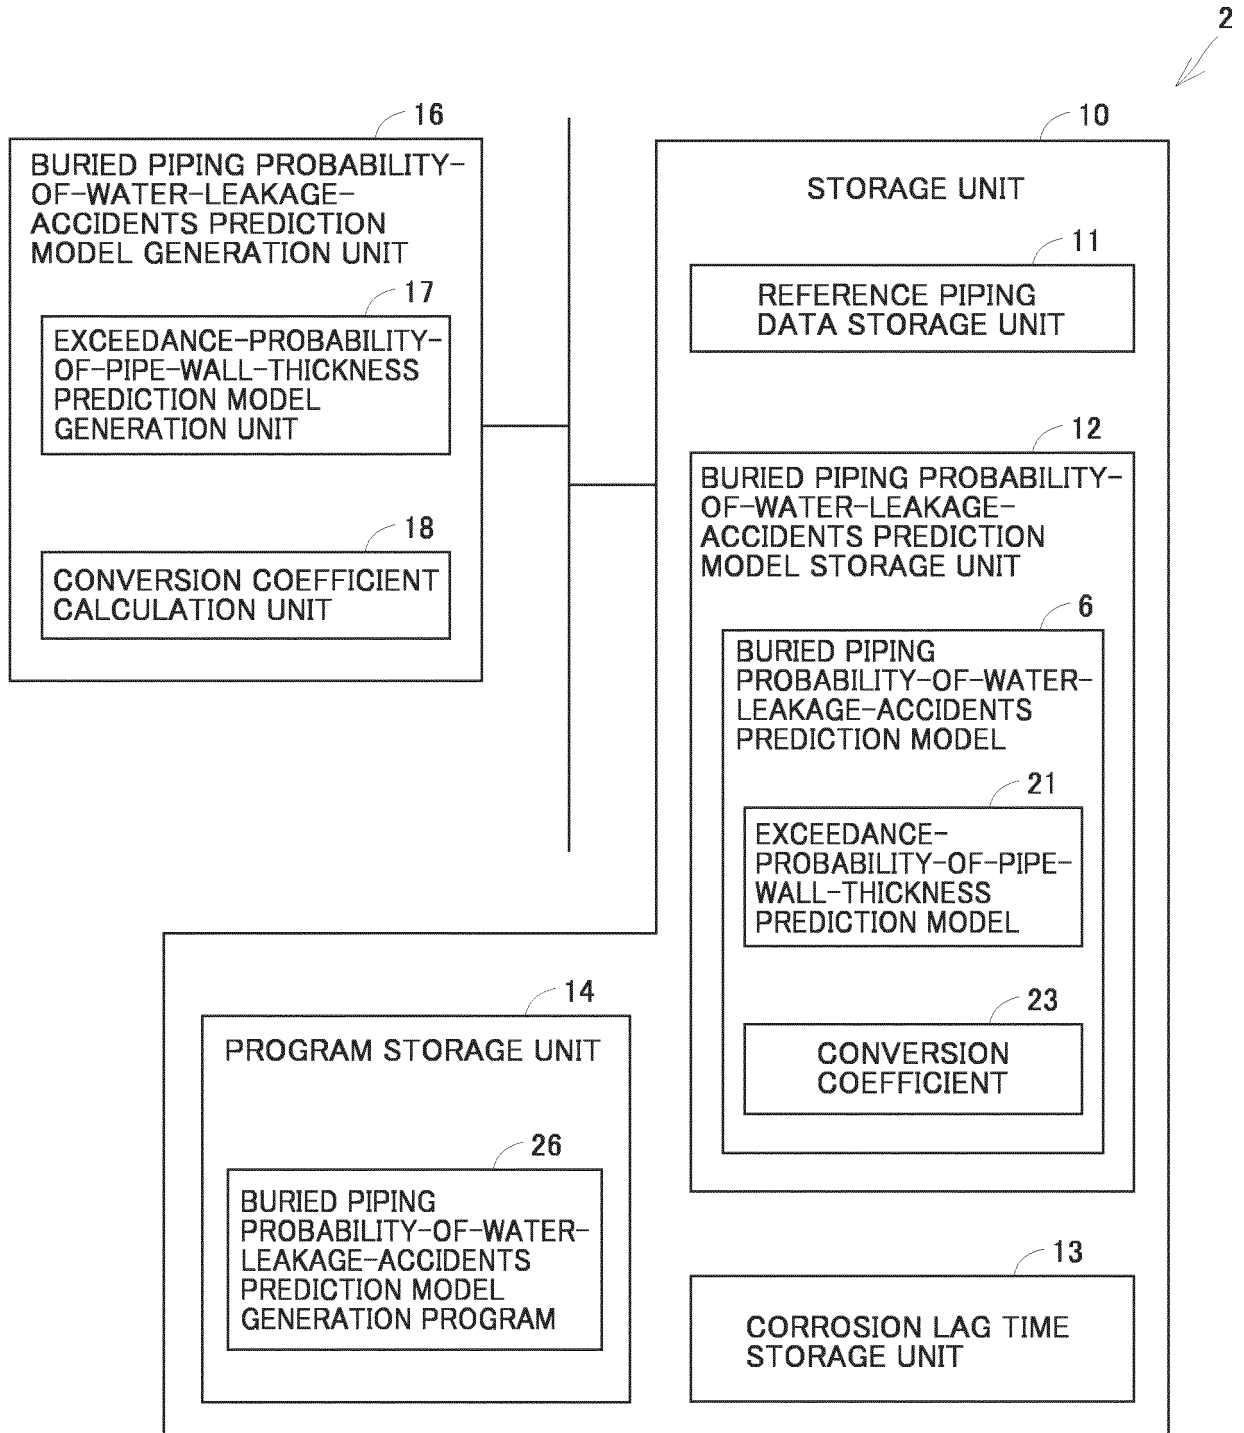 2
16
BURIED PIPING PROBABILITY-
OF-WATER-LEAKAGE-
ACCIDENTS PREDICTION
MODEL GENERATION UNIT
17
EXCEEDANCE-PROBABILITY-
OF-PIPE-WALL-THICKNESS
PREDICTION MODEL
GENERATION UNIT
18
CONVERSION COEFFICIENT
CALCULATION UNIT
10
STORAGE UNIT
11
REFERENCE PIPING
DATA STORAGE UNIT
12
BURIED PIPING PROBABILITY-
OF-WATER-LEAKAGE-
ACCIDENTS PREDICTION
MODEL STORAGE UNIT
6
BURIED PIPING
PROBABILITY-OF-WATER-
LEAKAGE-ACCIDENTS
PREDICTION MODEL
21
EXCEEDANCE-
PROBABILITY-OF-PIPE-
WALL-THICKNESS
PREDICTION MODEL
23
CONVERSION
COEFFICIENT
14
PROGRAM STORAGE UNIT
26
BURIED PIPING
PROBABILITY-OF-WATER-
LEAKAGE-ACCIDENTS
PREDICTION MODEL
GENERATION PROGRAM
13
CORROSION LAG TIME
STORAGE UNIT